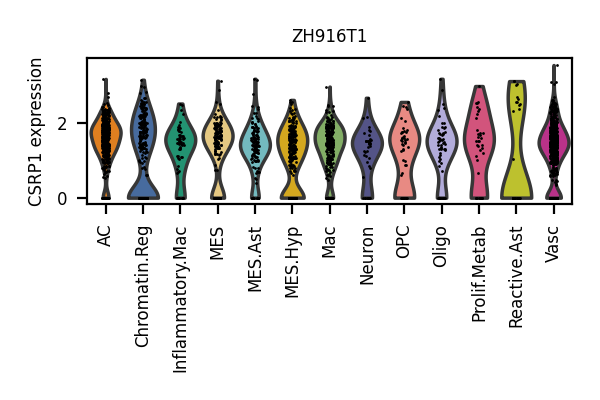 ZH916T1
CSRP1 expression
2
0
AC
Chromatin.Reg
Inflammatory.Mac
MES
MES.Ast
MES.Hyp
Mac
Neuron
OPC
Oligo
Prolif.Metab
Reactive.Ast
Vasc